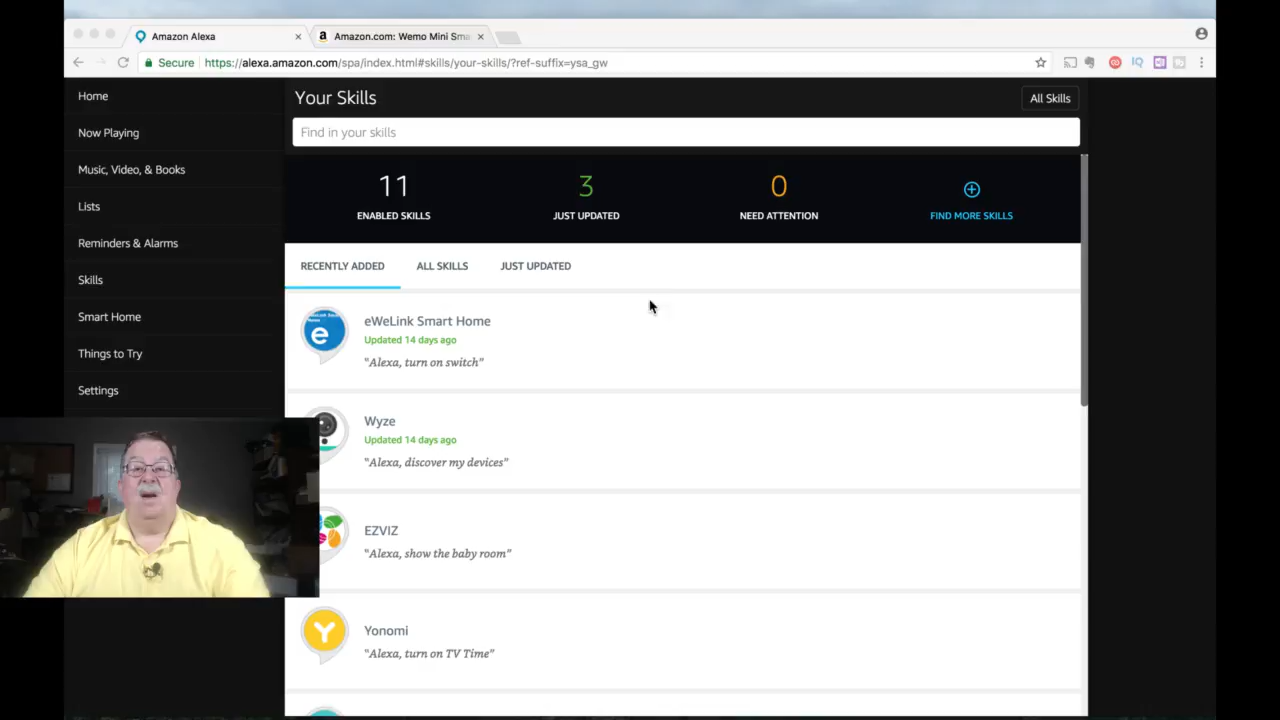 Amazon Alexa
Amazon.com: Wemo Mini Sma
Secure
https://alexa.amazon.com/spa/index.html#skills/your-skills/?ref-suffix=ysa_gw
Home
Now Playing
Music, Video, & Books
Lists
Reminders & Alarms
Skills
Smart Home
Things to Try
Settings
Your Skills
All Skills
Find in your skills
11
ENABLED SKILLS
3
JUST UPDATED
0
NEED ATTENTION
FIND MORE SKILLS
RECENTLY ADDED
ALL SKILLS
JUST UPDATED
eWeLink Smart Home
Updated 14 days ago
"Alexa, turn on switch"
Wyze
Updated 14 days ago
"Alexa, discover my devices"
EZVIZ
"Alexa, show the baby room"
Yonomi
"Alexa, turn on TV Time"